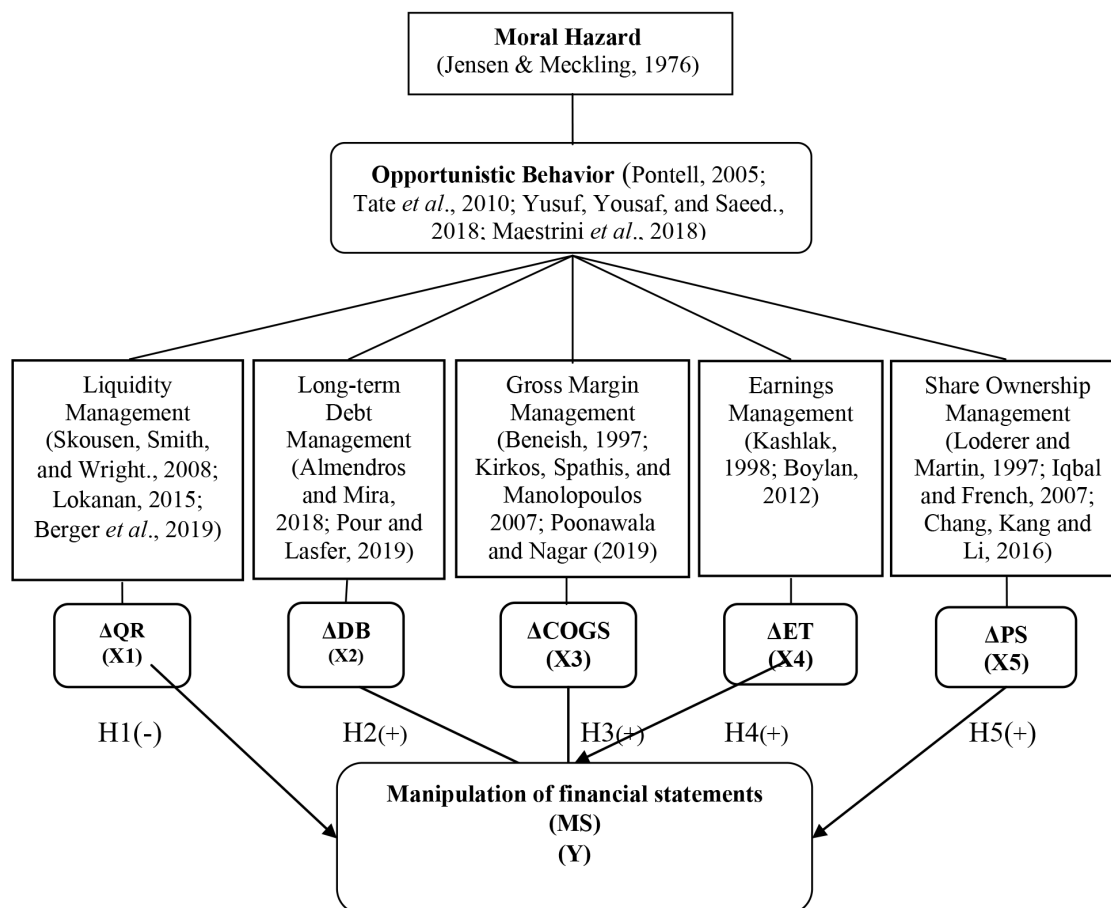 Moral Hazard
(Jensen & Meckling, 1976)
Opportunistic Behavior (Pontell, 2005;
Tate et al., 2010; Yusuf, Yousaf, and Saeed.,
2018; Maestrini et al., 2018)
Liquidity
Management
(Skousen, Smith,
and Wright., 2008;
Lokanan, 2015;
Berger et al., 2019)
Long-term
Debt
Management
(Almendros
and Mira,
2018; Pour and
Lasfer, 2019)
Gross Margin
Management
(Beneish, 1997;
Kirkos, Spathis, and
Manolopoulos
2007; Poonawala
and Nagar (2019)
Earnings
Management
(Kashlak,
1998; Boylan,
2012)
Share Ownership
Management
(Loderer and
Martin, 1997; Iqbal
and French, 2007;
Chang, Kang and
Li, 2016)
ΔQR
(X1)
ΔDB
(X2)
ΔCOGS
(X3)
ΔET
(X4)
ΔPS
(X5)
H1(-)
H2(+)
H3(+)
H4(+)
H5(+)
Manipulation of financial statements
(MS)
(Y)